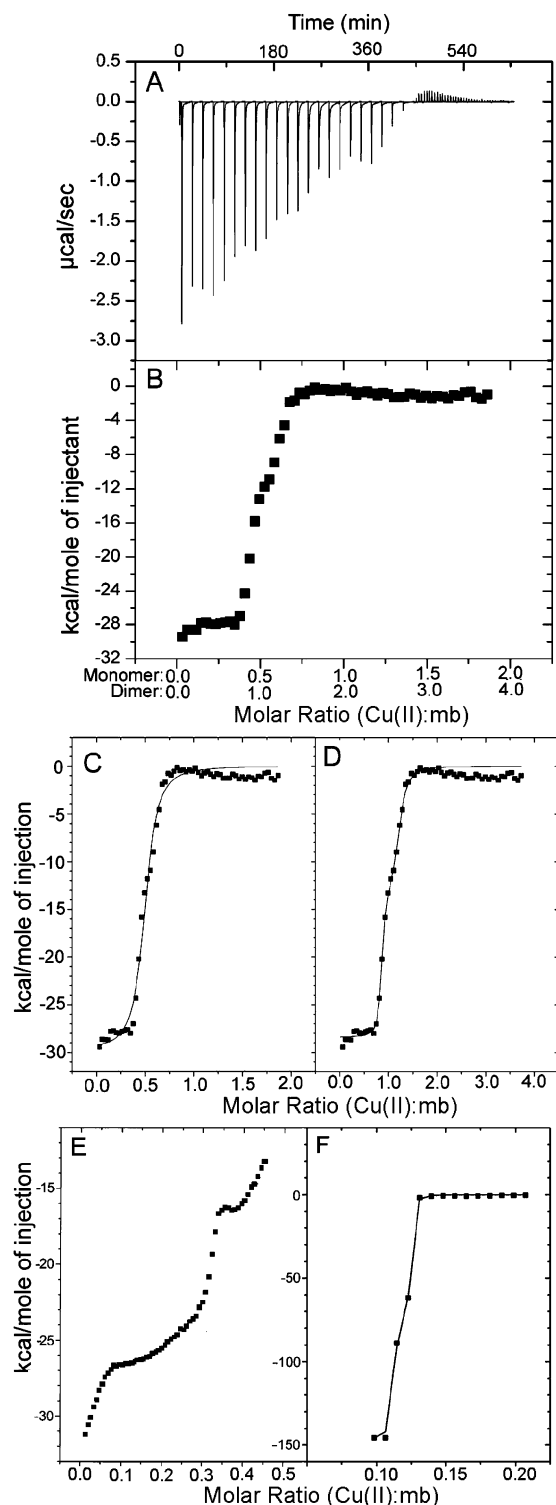 Time (min)
0 180 360 540
A
0.5
0.0
-0.5
-1.0
-1.5
-2.0
-2.5
-3.0
µcal/sec
B
0
-4
-8
-12
-16
-20
-24
-28
-32
kcal/mole of injectant
Monomer:0.0 0.5 1.0 1.5 2.0
Dimer:0.0 1.0 2.0 3.0 4.0
Molar Ratio (Cu(II):mb)
C
0
-5
-10
-15
-20
-25
-30
kcal/mole of injection
0.0 0.5 1.0 1.5 2.0
D
0
-5
-10
-15
-20
-25
-30
0.0 1.0 2.0 3.0 4.0
Molar Ratio (Cu(II):mb)
E
-15
-20
-25
-30
kcal/mole of injection
0.0 0.1 0.2 0.3 0.4 0.5
F
0
-50
-100
-150
0.10 0.15 0.20
Molar Ratio (Cu(II):mb)